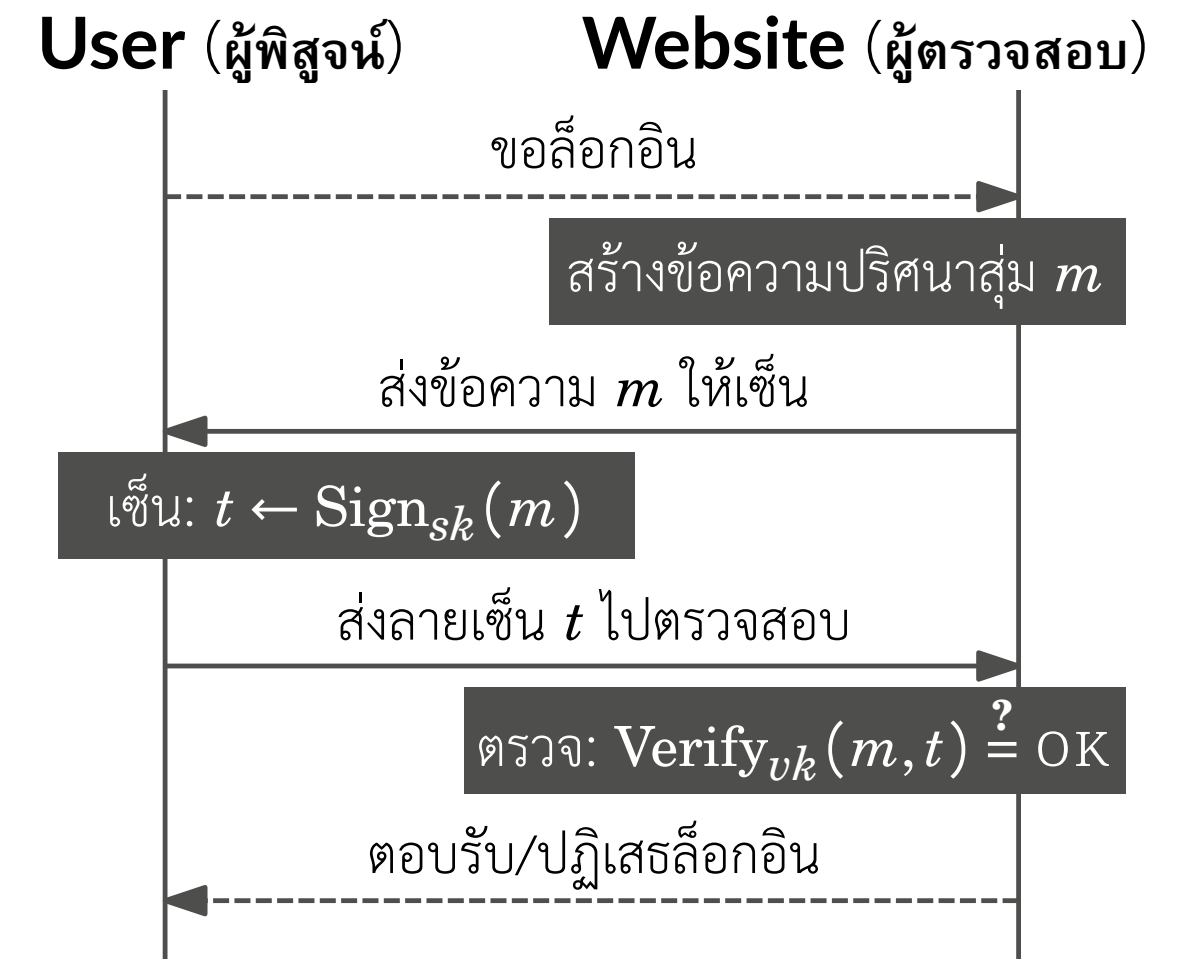 User (ผู้พิสูจน์) Website (ผู้ตรวจสอบ)
ขอล็อกอิน
สร้างข้อความปริศนาสุ่ม m
ส่งข้อความ m ให้เซ็น
เซ็น: t ← Sign_sk(m)
ส่งลายเซ็น t ไปตรวจสอบ
ตรวจ: Verify_vk(m,t) ≟ OK
ตอบรับ/ปฏิเสธล็อกอิน